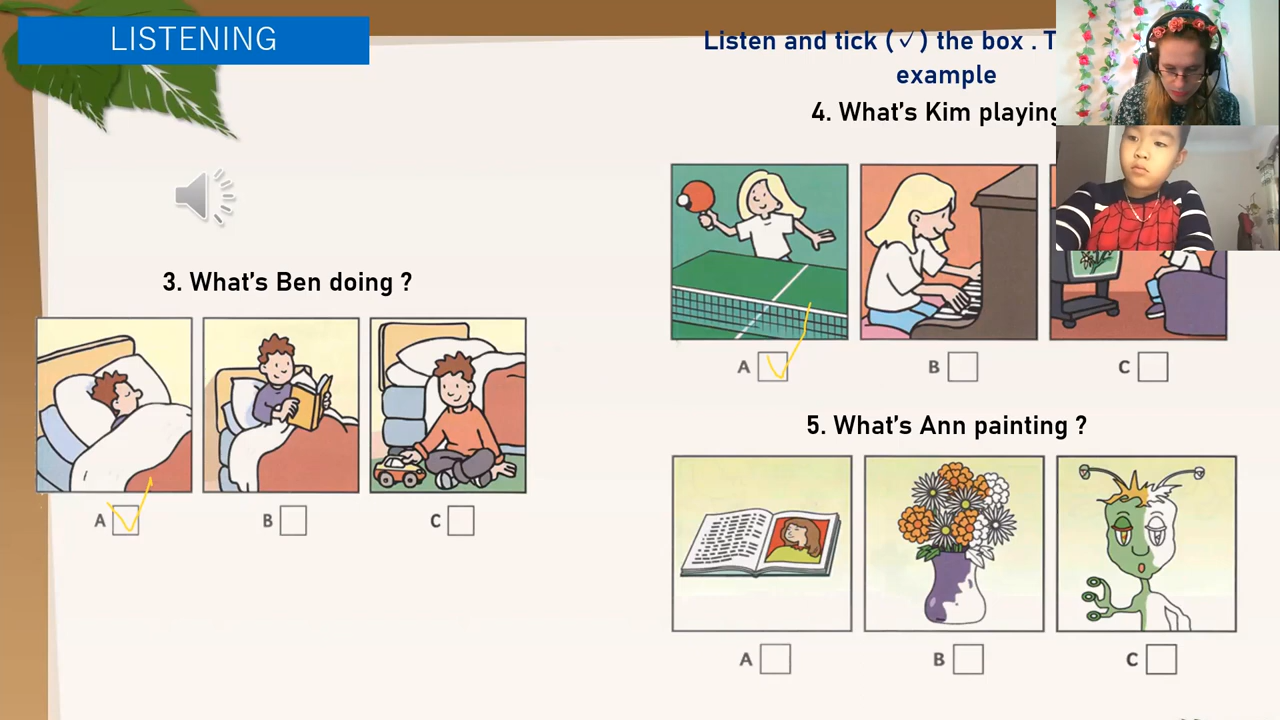 LISTENING
Listen and tick (✓) the box . T
example
4. What's Kim playing
3. What's Ben doing ?
A
B
C
A
B
C
5. What's Ann painting ?
A
B
C